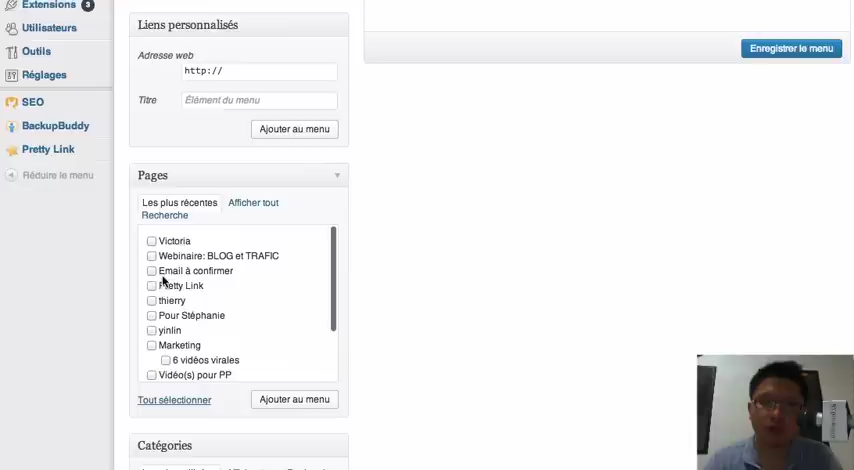 Extensions 3
Utilisateurs
Outils
Réglages
SEO
BackupBuddy
Pretty Link
Réduire le menu
Liens personnalisés
Adresse web
http://
Titre
Élément du menu
Ajouter au menu
Enregistrer le menu
Pages
Les plus récentes
Afficher tout
Recherche
Victoria
Webinaire: BLOG et TRAFIC
Email à confirmer
Pretty Link
thierry
Pour Stéphanie
yinlin
Marketing
6 vidéos virales
Vidéo(s) pour PP
Tout sélectionner
Ajouter au menu
Catégories